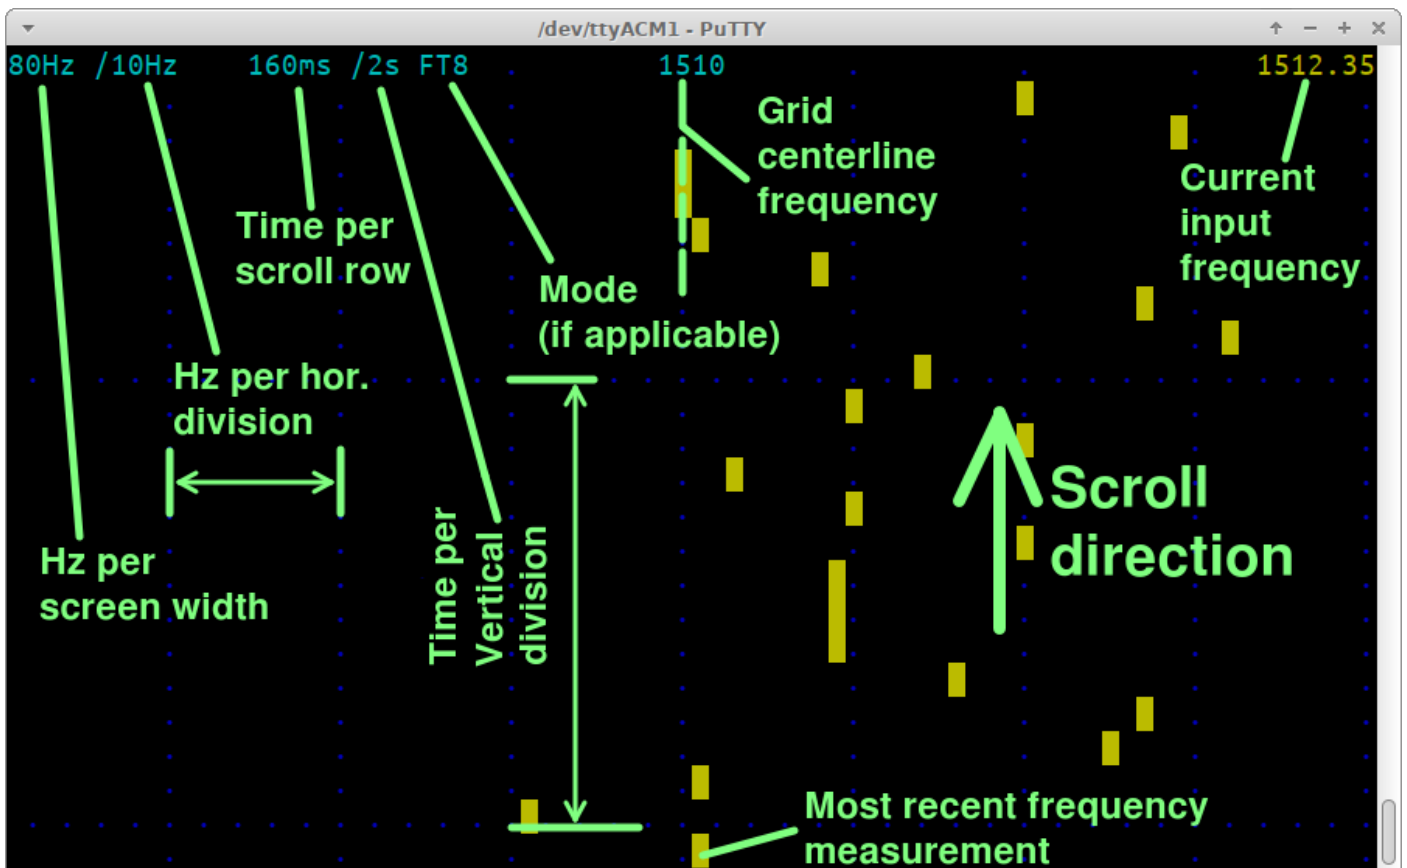 /dev/ttyACM1 - PuTTY
80Hz /10Hz 160ms /2s FT8 1510 1512.35
Grid
centerline
frequency
Current
input
frequency
Time per
scroll row
Mode
(if applicable)
Hz per hor.
division
Scroll
direction
Time per
Vertical
division
Hz per
screen width
Most recent frequency
measurement